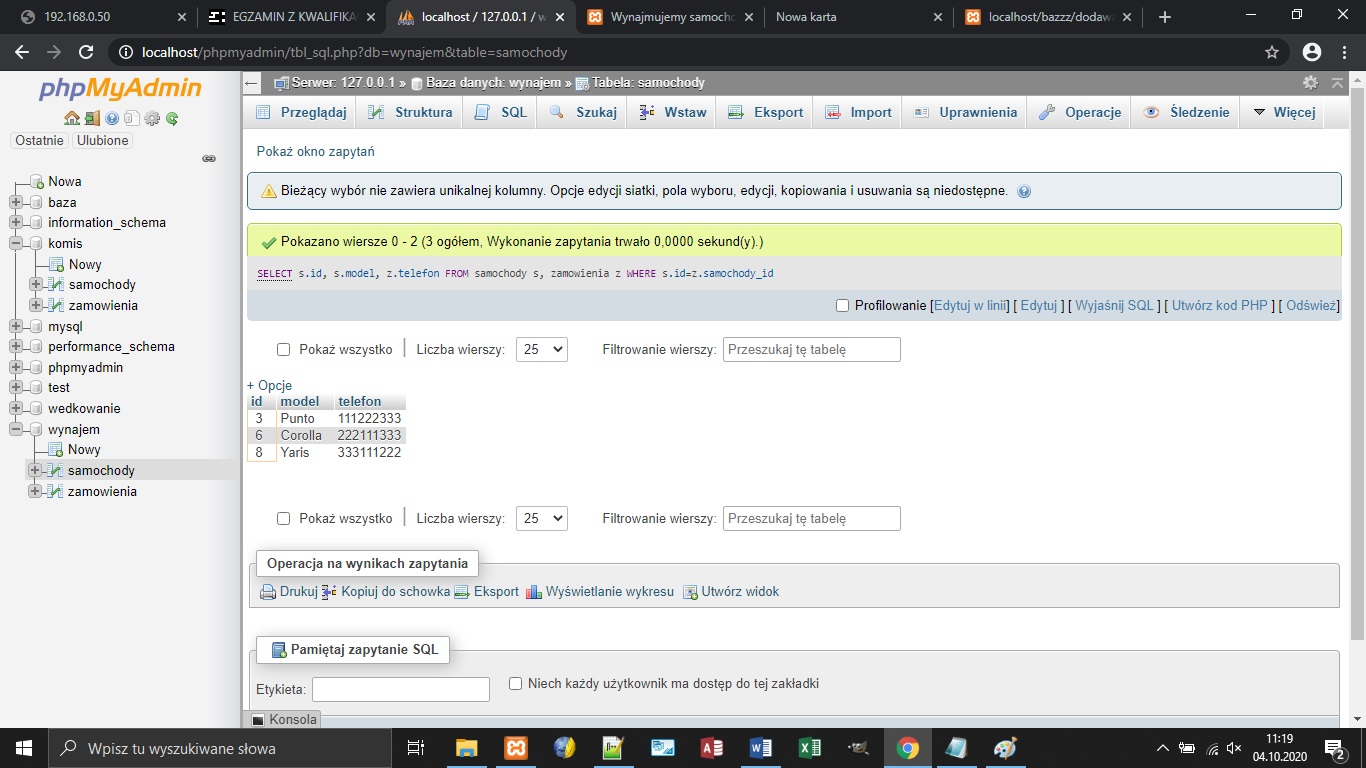 192.168.0.50
EGZAMIN Z KWALIFIKA
localhost / 127.0.0.1 / w
Wynajmujemy samoch
Nowa karta
localhost/bazzz/dodaw
localhost/phpmyadmin/tbl_sql.php?db=wynajem&table=samochody
phpMyAdmin
Ostatnie Ulubione
Nowa
baza
information_schema
komis
Nowy
samochody
zamowienia
mysql
performance_schema
phpmyadmin
test
wedkowanie
wynajem
Nowy
samochody
zamowienia
Serwer: 127.0.0.1 » Baza danych: wynajem » Tabela: samochody
Przeglądaj Struktura SQL Szukaj Wstaw Eksport Import Uprawnienia Operacje Śledzenie Więcej
Pokaż okno zapytań
Bieżący wybór nie zawiera unikalnej kolumny. Opcje edycji siatki, pola wyboru, edycji, kopiowania i usuwania są niedostępne.
Pokazano wiersze 0 - 2 (3 ogółem, Wykonanie zapytania trwało 0,0000 sekund(y).)
SELECT s.id, s.model, z.telefon FROM samochody s, zamowienia z WHERE s.id=z.samochody_id
Profilowanie [Edytuj w linii] [ Edytuj ] [ Wyjaśnij SQL ] [ Utwórz kod PHP ] [ Odśwież]
Pokaż wszystko | Liczba wierszy: 25 Filtrowanie wierszy: Przeszukaj tę tabelę
+ Opcje
id model telefon
3 Punto 111222333
6 Corolla 222111333
8 Yaris 333111222
Pokaż wszystko | Liczba wierszy: 25 Filtrowanie wierszy: Przeszukaj tę tabelę
Operacja na wynikach zapytania
Drukuj Kopiuj do schowka Eksport Wyświetlanie wykresu Utwórz widok
Pamiętaj zapytanie SQL
Etykieta: Niech każdy użytkownik ma dostęp do tej zakładki
Konsola
Wpisz tu wyszukiwane słowa
11:19
04.10.2020
2